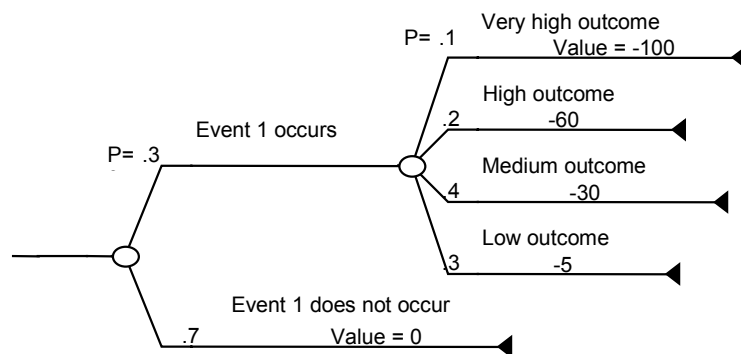 Very high outcome
P= .1
Value = -100
High outcome
.2
-60
Event 1 occurs
P= .3
Medium outcome
.4
-30
Low outcome
.3
-5
Event 1 does not occur
.7
Value = 0